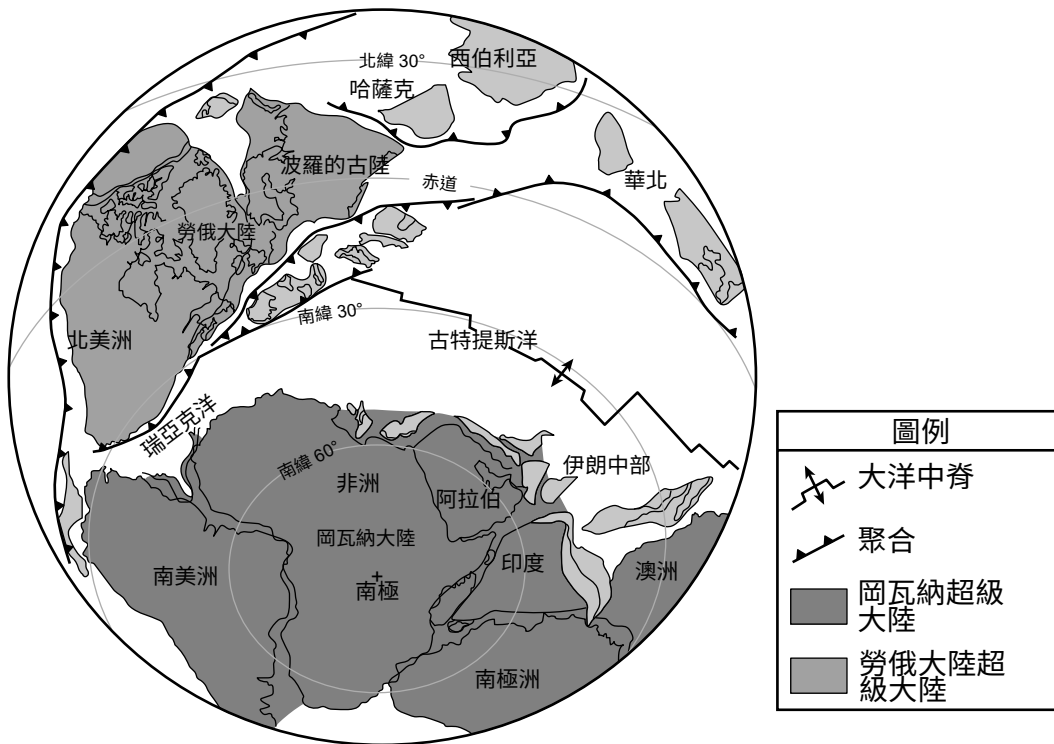 北緯 30°
西伯利亞
哈薩克
波羅的古陸
赤道
華北
勞俄大陸
南緯 30°
北美洲
古特提斯洋
瑞亞克洋
南緯 60°
非洲
阿拉伯
伊朗中部
岡瓦納大陸
印度
澳洲
南美洲
南極
南極洲
圖例
大洋中脊
聚合
岡瓦納超級
大陸
勞俄大陸超
級大陸